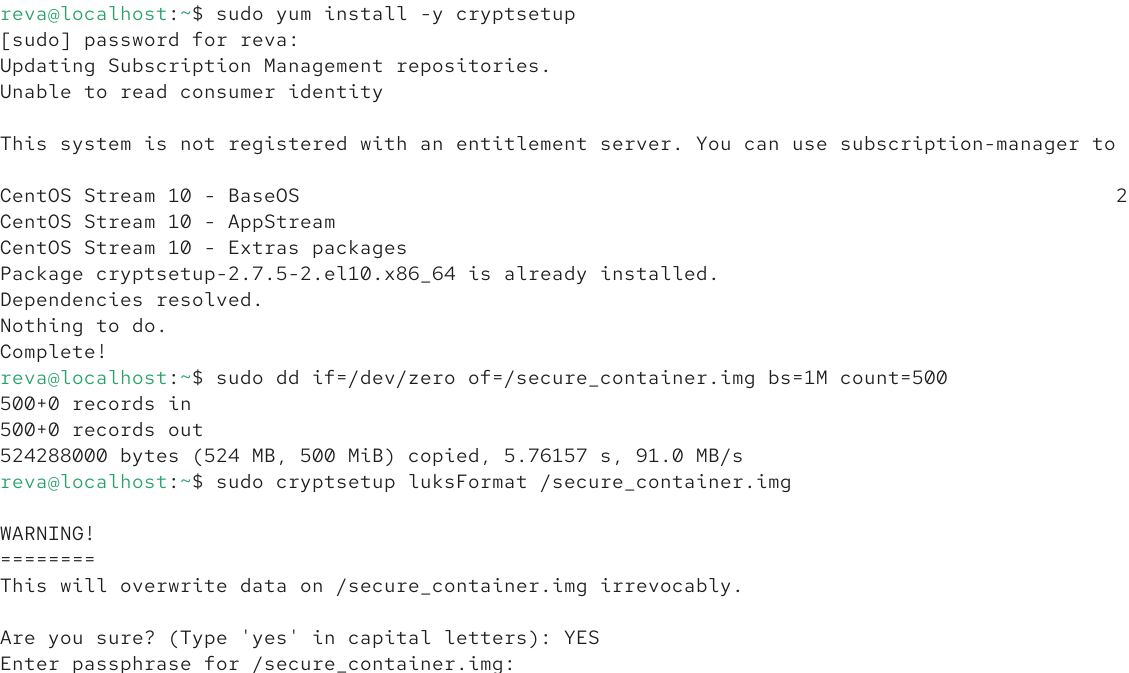 reva@localhost:~$ sudo yum install -y cryptsetup
[sudo] password for reva:
Updating Subscription Management repositories.
Unable to read consumer identity
This system is not registered with an entitlement server. You can use subscription-manager to
CentOS Stream 10 - BaseOS 2
CentOS Stream 10 - AppStream
CentOS Stream 10 - Extras packages
Package cryptsetup-2.7.5-2.el10.x86_64 is already installed.
Dependencies resolved.
Nothing to do.
Complete!
reva@localhost:~$ sudo dd if=/dev/zero of=/secure_container.img bs=1M count=500
500+0 records in
500+0 records out
524288000 bytes (524 MB, 500 MiB) copied, 5.76157 s, 91.0 MB/s
reva@localhost:~$ sudo cryptsetup luksFormat /secure_container.img
WARNING!
========
This will overwrite data on /secure_container.img irrevocably.
Are you sure? (Type 'yes' in capital letters): YES
Enter passphrase for /secure_container.img: